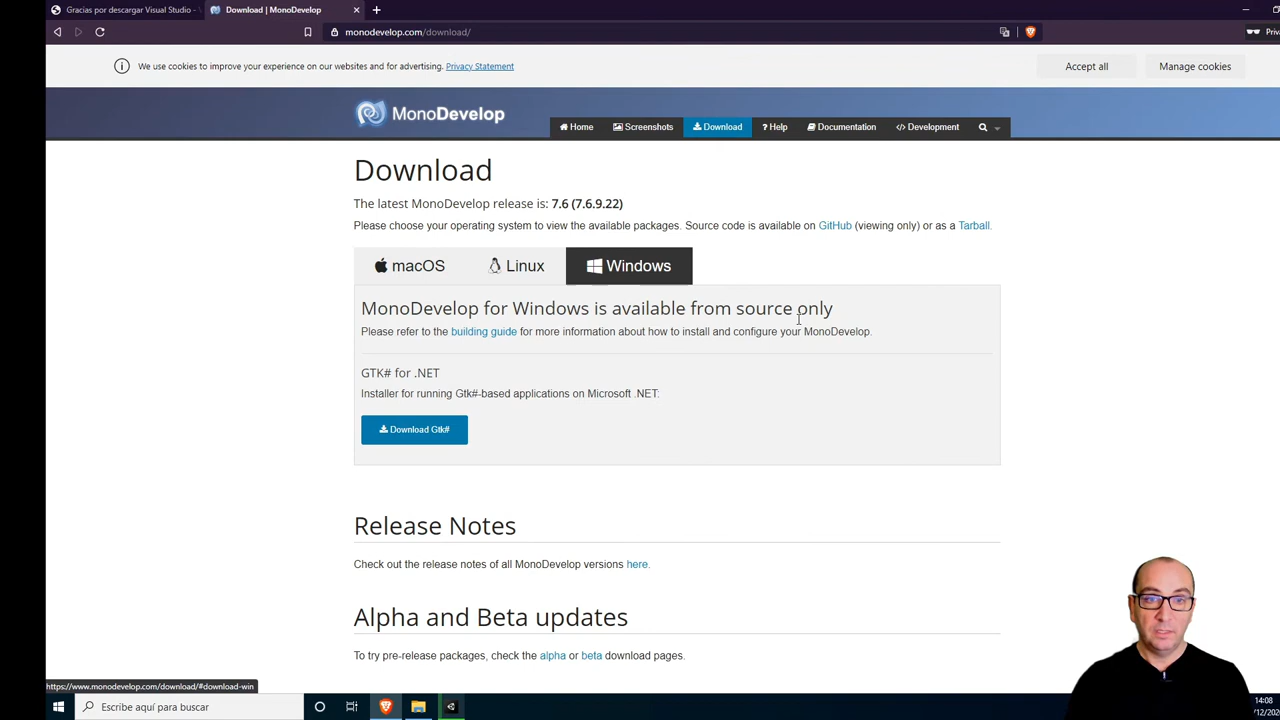 Gracias por descargar Visual Studio - V
Download | MonoDevelop
monodevelop.com/download/
We use cookies to improve your experience on our websites and for advertising. Privacy Statement
Accept all
Manage cookies
MonoDevelop
Home
Screenshots
Download
? Help
Documentation
</> Development
Download
The latest MonoDevelop release is: 7.6 (7.6.9.22)
Please choose your operating system to view the available packages. Source code is available on GitHub (viewing only) or as a Tarball.
macOS
Linux
Windows
MonoDevelop for Windows is available from source only
Please refer to the building guide for more information about how to install and configure your MonoDevelop.
GTK# for .NET
Installer for running Gtk#-based applications on Microsoft .NET:
Download Gtk#
Release Notes
Check out the release notes of all MonoDevelop versions here.
Alpha and Beta updates
To try pre-release packages, check the alpha or beta download pages.
https://www.monodevelop.com/download/#download-win
Escribe aquí para buscar
14:08